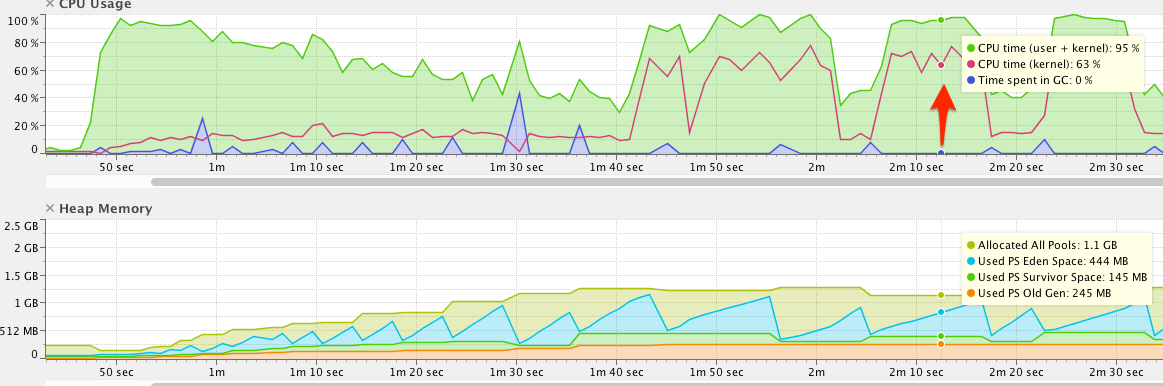 × CPU Usage
100 %
80 %
60 %
40 %
20 %
0
CPU time (user + kernel): 95 %
CPU time (kernel): 63 %
Time spent in GC: 0 %
50 sec 1m 1m 10 sec 1m 20 sec 1m 30 sec 1m 40 sec 1m 50 sec 2m 2m 10 sec 2m 20 sec 2m 30 sec
× Heap Memory
2.5 GB
2 GB
1.5 GB
1 GB
512 MB
0
Allocated All Pools: 1.1 GB
Used PS Eden Space: 444 MB
Used PS Survivor Space: 145 MB
Used PS Old Gen: 245 MB
50 sec 1m 1m 10 sec 1m 20 sec 1m 30 sec 1m 40 sec 1m 50 sec 2m 2m 10 sec 2m 20 sec 2m 30 sec